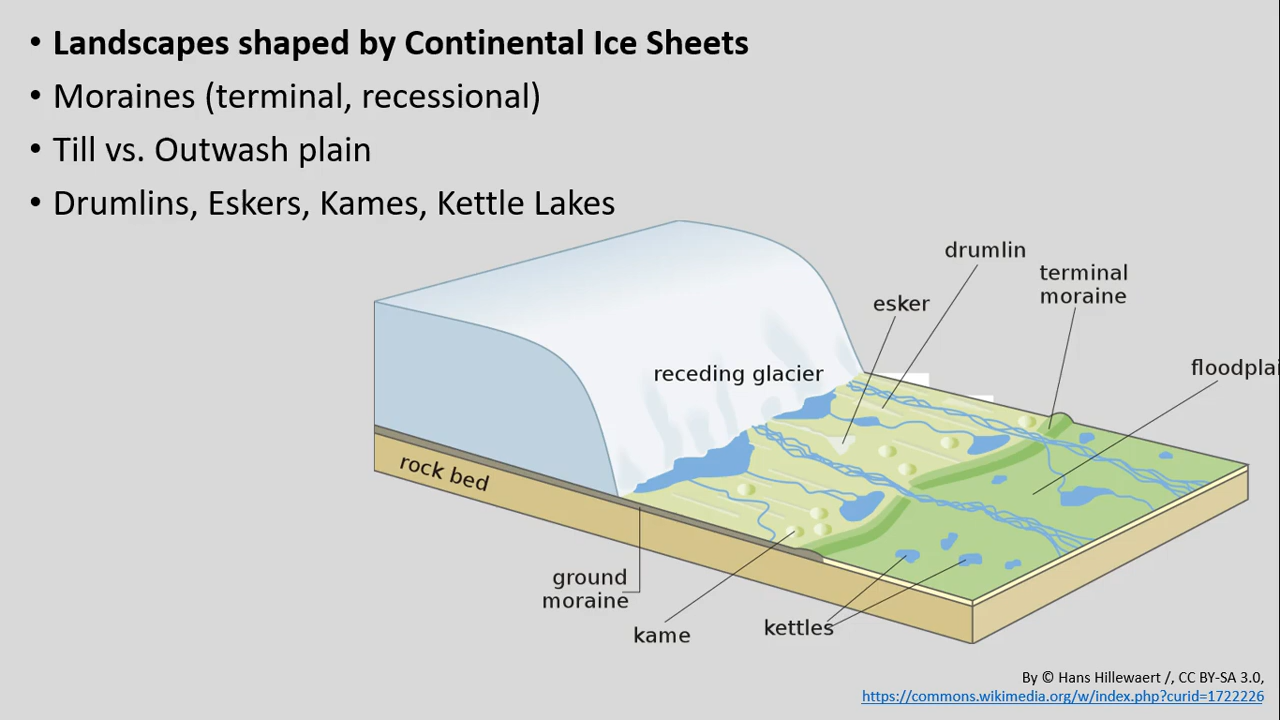 • Landscapes shaped by Continental Ice Sheets
• Moraines (terminal, recessional)
• Till vs. Outwash plain
• Drumlins, Eskers, Kames, Kettle Lakes
drumlin
terminal
moraine
esker
floodplai
receding glacier
rock bed
ground
moraine
kame
kettles
By © Hans Hillewaert /, CC BY-SA 3.0,
https://commons.wikimedia.org/w/index.php?curid=1722226